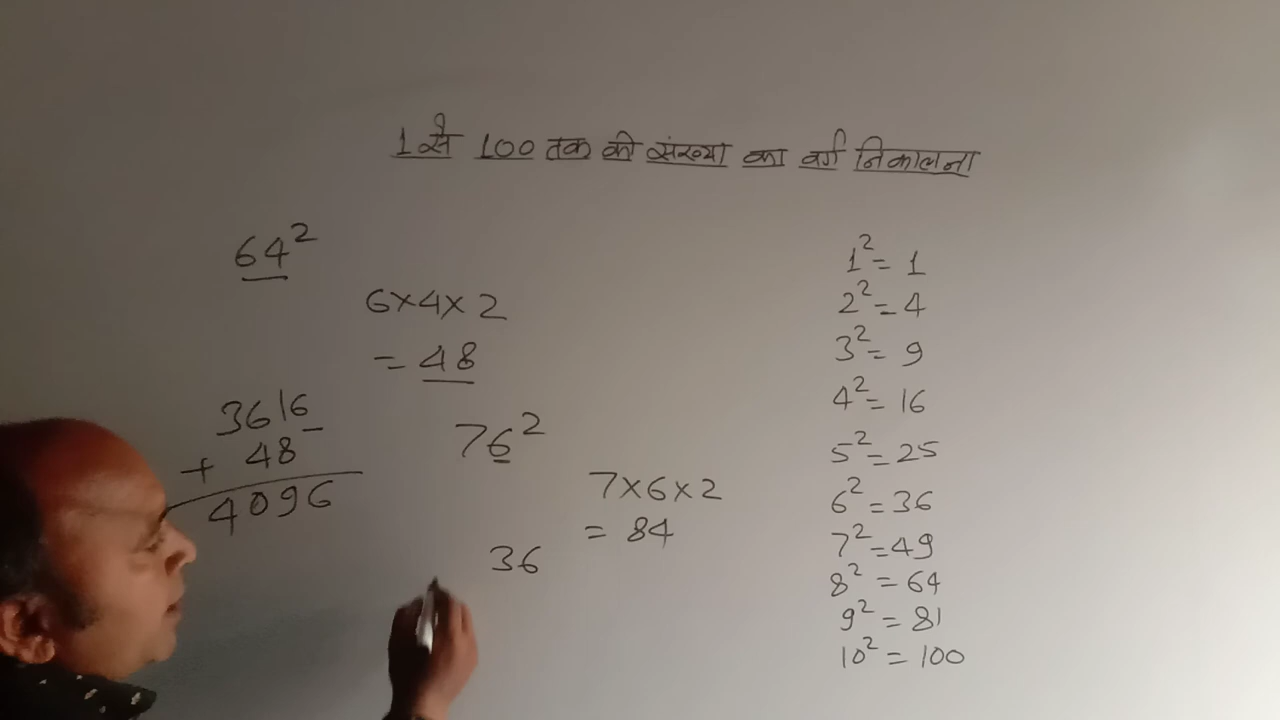 1 से 100 तक की संख्या का वर्ग निकालना
64²
6×4×2
= 48
3616
+ 48
4096
76²
7×6×2
= 84
36
1² = 1
2² = 4
3² = 9
4² = 16
5² = 25
6² = 36
7² = 49
8² = 64
9² = 81
10² = 100